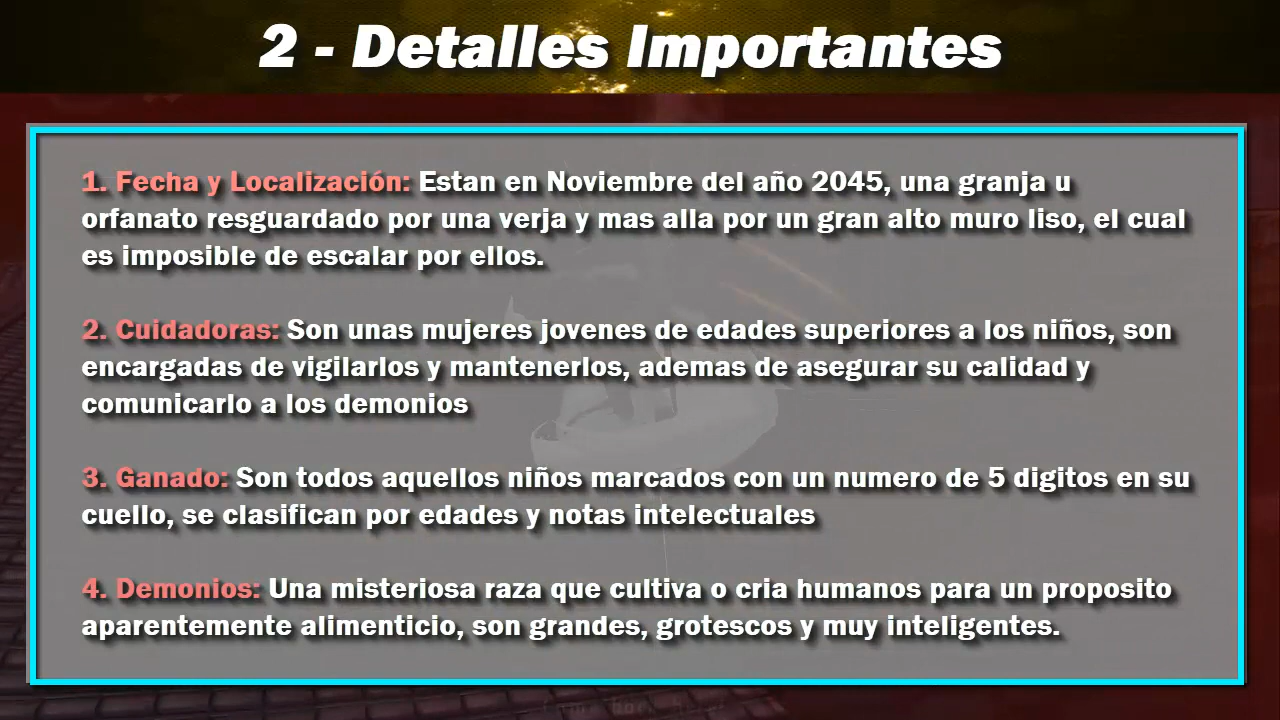 2 - Detalles Importantes
1. Fecha y Localización: Estan en Noviembre del año 2045, una granja u
orfanato resguardado por una verja y mas alla por un gran alto muro liso, el cual
es imposible de escalar por ellos.
2. Cuidadoras: Son unas mujeres jovenes de edades superiores a los niños, son
encargadas de vigilarlos y mantenerlos, ademas de asegurar su calidad y
comunicarlo a los demonios
3. Ganado: Son todos aquellos niños marcados con un numero de 5 digitos en su
cuello, se clasifican por edades y notas intelectuales
4. Demonios: Una misteriosa raza que cultiva o cria humanos para un proposito
aparentemente alimenticio, son grandes, grotescos y muy inteligentes.